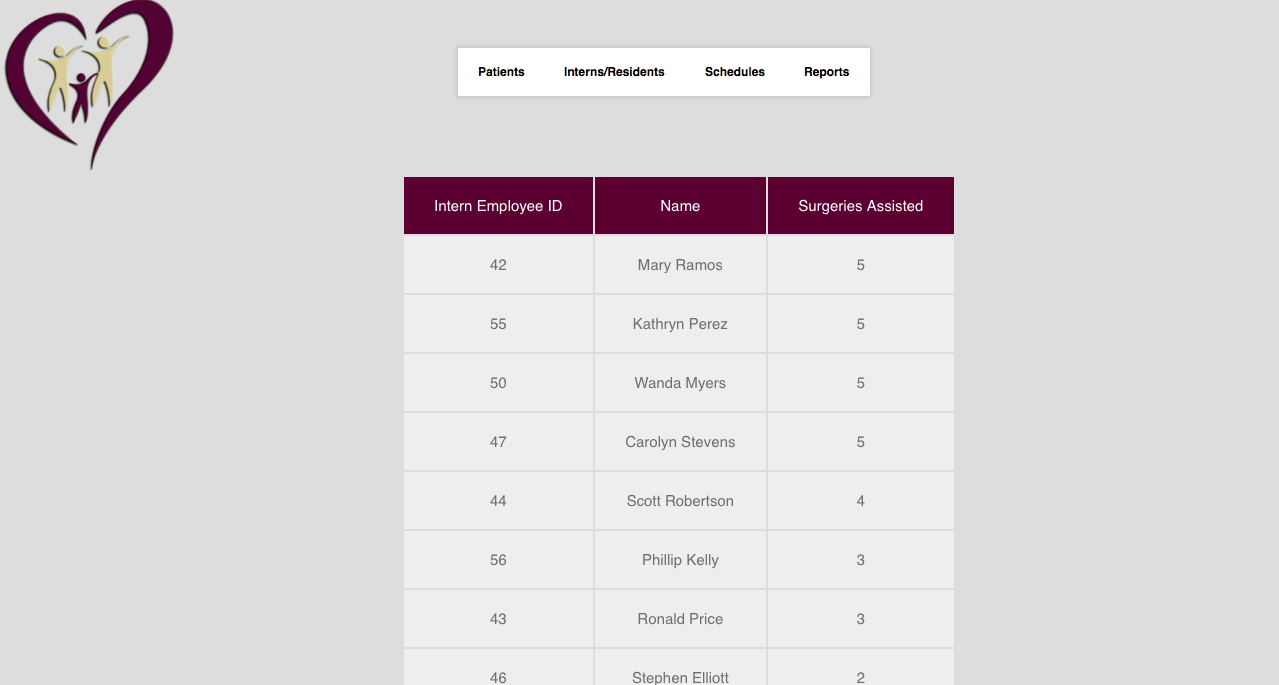 Patients Interns/Residents Schedules Reports
Intern Employee ID Name Surgeries Assisted
42 Mary Ramos 5
55 Kathryn Perez 5
50 Wanda Myers 5
47 Carolyn Stevens 5
44 Scott Robertson 4
56 Phillip Kelly 3
43 Ronald Price 3
46 Stephen Elliott 2